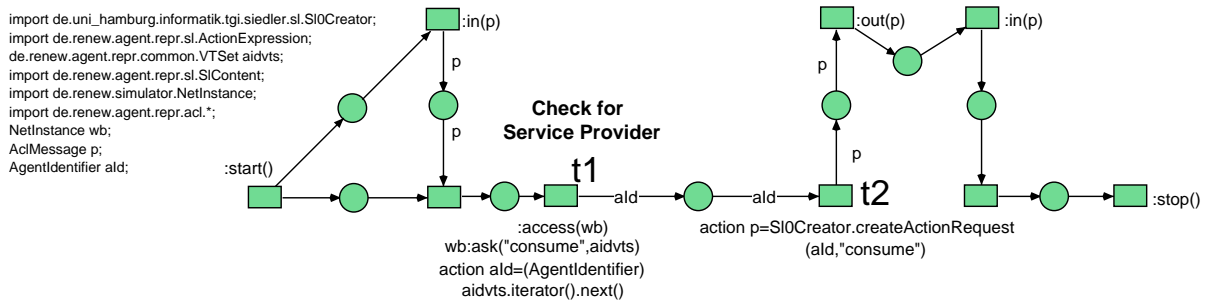 import de.uni_hamburg.informatik.tgi.siedler.sl.Sl0Creator;
import de.renew.agent.repr.sl.ActionExpression;
de.renew.agent.repr.common.VTSet aidvts;
import de.renew.agent.repr.sl.SlContent;
import de.renew.simulator.NetInstance;
import de.renew.agent.repr.acl.*;
NetInstance wb;
AclMessage p;
AgentIdentifier aId;
:in(p)
:out(p)
:in(p)
p
p
p
p
Check for
Service Provider
:start()
t1
aId
aId
t2
:stop()
:access(wb)
wb:ask("consume",aidvts)
action aId=(AgentIdentifier)
aidvts.iterator().next()
action p=Sl0Creator.createActionRequest
(aId,"consume")